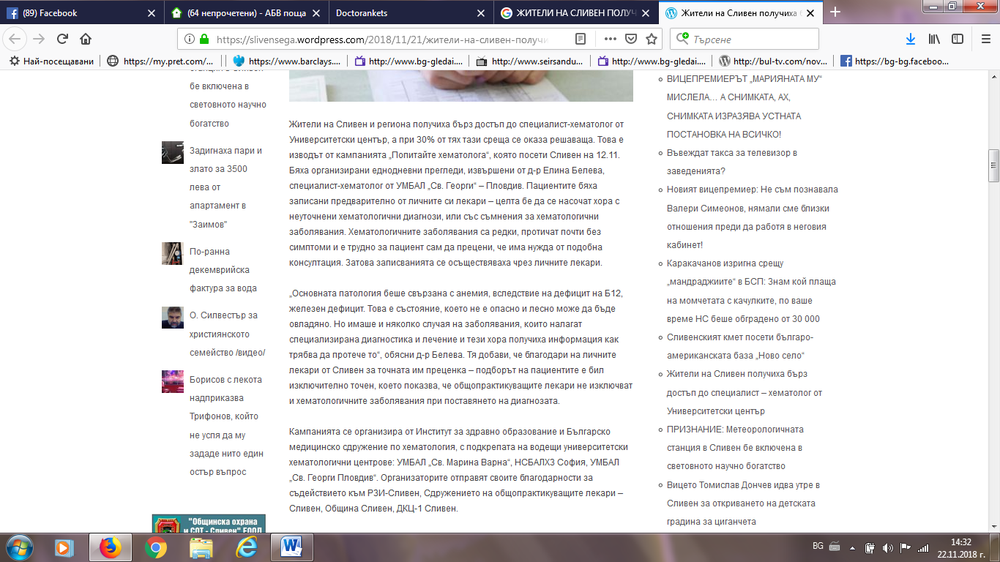 (89) Facebook
(64 непрочетени) - АБВ поща
Doctorankets
ЖИТЕЛИ НА СЛИВЕН ПОЛУЧ
Жители на Сливен получиха б
https://slivensega.wordpress.com/2018/11/21/жители-на-сливен-получи
Търсене
Най-посещавани
https://my.pret.com/...
https://www.barclays....
http://www.bg-gledai....
http://www.seirsandu...
http://www.bg-gledai....
http://bul-tv.com/nov...
https://bg-bg.faceboo...
бе включена в
световното научно
богатство
Задигнаха пари и
злато за 3500
лева от
апартамент в
"Заимов"
По-ранна
декемврийска
фактура за вода
О. Силвестър за
християнското
семейство /видео/
Борисов с лекота
надприказва
Трифонов, който
не успя да му
зададе нито един
остър въпрос
"Общинска охрана
и СОТ - Сливен" ЕООД
Жители на Сливен и региона получиха бърз достъп до специалист-хематолог от
Университетски център, а при 30% от тях тази среща се оказа решаваща. Това е
изводът от кампанията „Попитайте хематолога“, която посети Сливен на 12.11.
Бяха организирани еднодневни прегледи, извършени от д-р Елина Белева,
специалист-хематолог от УМБАЛ „Св. Георги“ – Пловдив. Пациентите бяха
записани предварително от личните си лекари – целта бе да се насочат хора с
неуточнени хематологични диагнози, или със съмнения за хематологични
заболявания. Хематологичните заболявания са редки, протичат почти без
симптоми и е трудно за пациент сам да прецени, че има нужда от подобна
консултация. Затова записванията се осъществяваха чрез личните лекари.
„Основната патология беше свързана с анемия, вследствие на дефицит на Б12,
железен дефицит. Това е състояние, което не е опасно и лесно може да бъде
овладяно. Но имаше и няколко случая на заболявания, които налагат
специализирана диагностика и лечение и тези хора получиха информация как
трябва да протече то“, обясни д-р Белева. Тя добави, че благодари на личните
лекари от Сливен за точната им преценка – подборът на пациентите е бил
изключително точен, което показва, че общопрактикуващите лекари не изключват
и хематологичните заболявания при поставянето на диагнозата.
Кампанията се организира от Институт за здравно образование и Българско
медицинско сдружение по хематология, с подкрепата на водещи университетски
хематологични центрове: УМБАЛ „Св. Марина Варна“, НСБАЛХЗ София, УМБАЛ
„Св. Георги Пловдив“. Организаторите отправят своите благодарности за
съдействието към РЗИ-Сливен, Сдружението на общопрактикуващите лекари –
Сливен, Община Сливен, ДКЦ-1 Сливен.
ВИЦЕПРЕМИЕРЪТ „МАРИЯНАТА МУ“
МИСЛЕЛА… А СНИМКАТА, АХ,
СНИМКАТА ИЗРАЗЯВА УСТНАТА
ПОСТАНОВКА НА ВСИЧКО!
Въвеждат такса за телевизор в
заведенията?
Новият вицепремиер: Не съм познавала
Валери Симеонов, нямали сме близки
отношения преди да работя в неговия
кабинет!
Каракачанов изригна срещу
„мандраджиите“ в БСП: Знам кой плаща
на момчетата с качулките, по ваше
време НС беше обградено от 30 000
Сливенският кмет посети българо-
американската база „Ново село“
Жители на Сливен получиха бърз
достъп до специалист – хематолог от
Университетски център
ПРИЗНАНИЕ: Метеорологичната
станция в Сливен бе включена в
световното научно богатство
Вицето Томислав Дончев идва утре в
Сливен за откриването на детската
градина за циганчета
BG
14:32
22.11.2018 г.